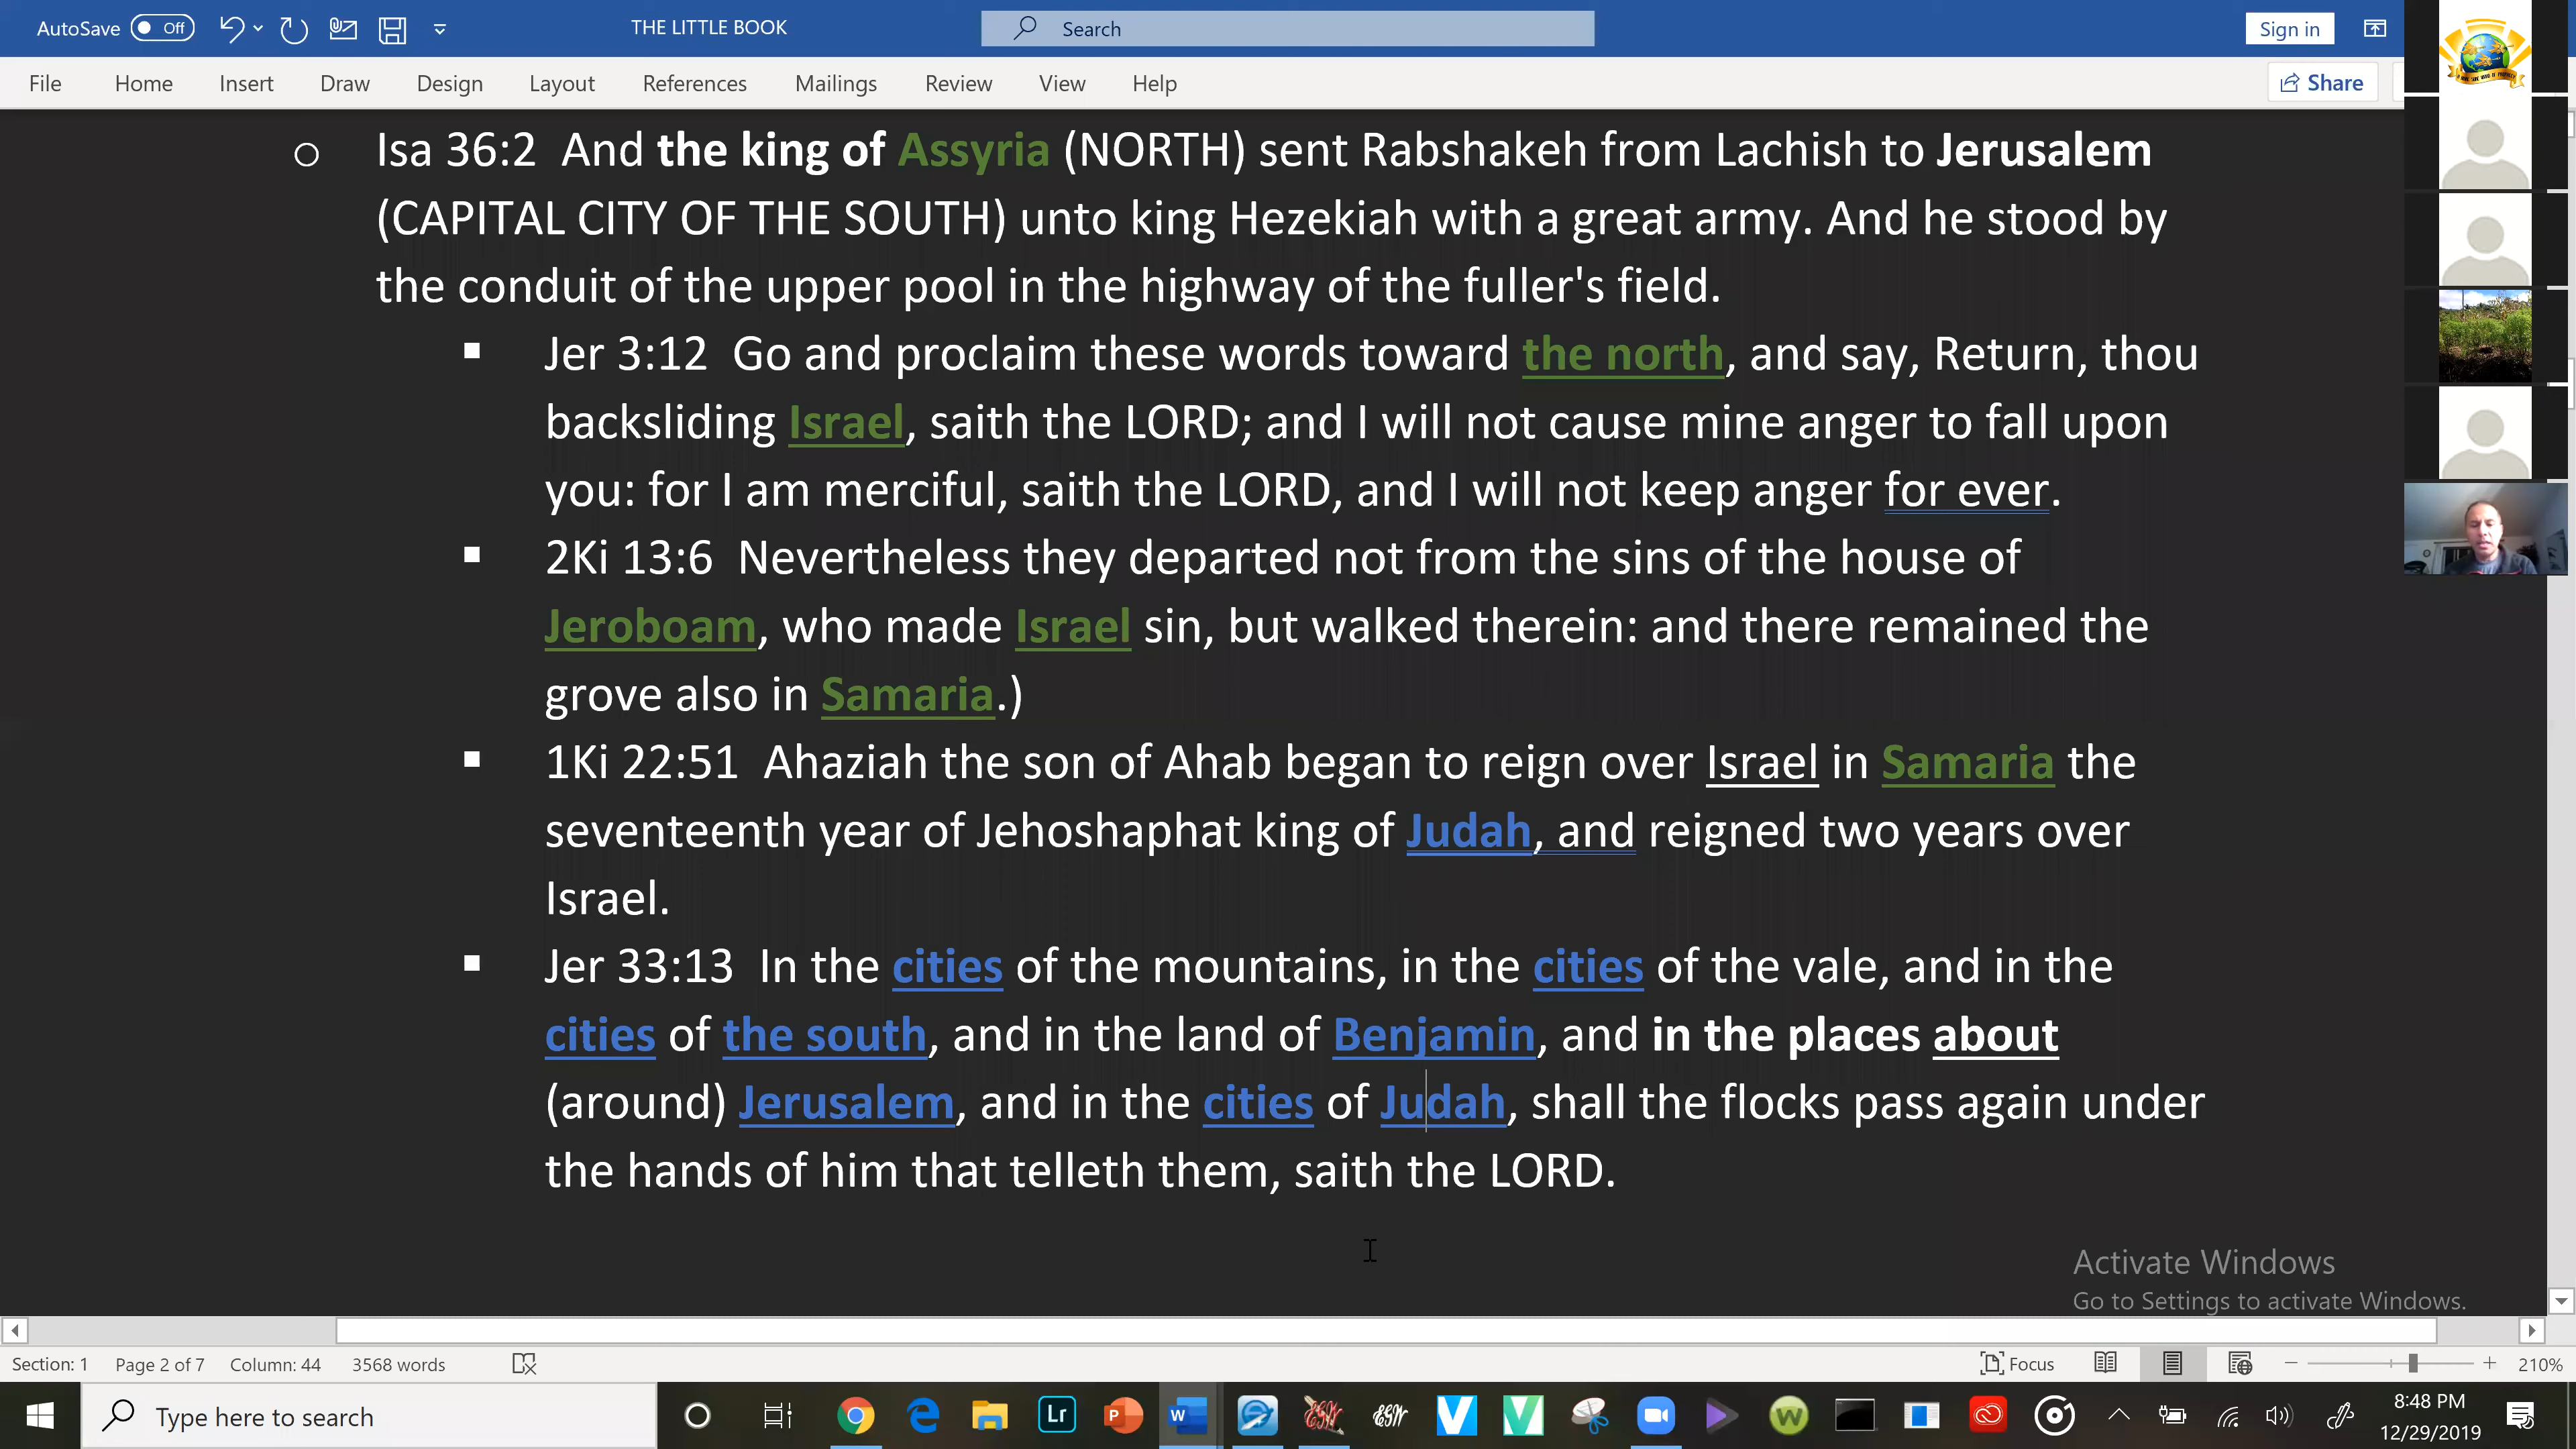 AutoSave Off THE LITTLE BOOK Search Sign in
File Home Insert Draw Design Layout References Mailings Review View Help Share
Isa 36:2 And the king of Assyria (NORTH) sent Rabshakeh from Lachish to Jerusalem
(CAPITAL CITY OF THE SOUTH) unto king Hezekiah with a great army. And he stood by
the conduit of the upper pool in the highway of the fuller's field.
Jer 3:12 Go and proclaim these words toward the north, and say, Return, thou
backsliding Israel, saith the LORD; and I will not cause mine anger to fall upon
you: for I am merciful, saith the LORD, and I will not keep anger for ever.
2Ki 13:6 Nevertheless they departed not from the sins of the house of
Jeroboam, who made Israel sin, but walked therein: and there remained the
grove also in Samaria.)
1Ki 22:51 Ahaziah the son of Ahab began to reign over Israel in Samaria the
seventeenth year of Jehoshaphat king of Judah, and reigned two years over
Israel.
Jer 33:13 In the cities of the mountains, in the cities of the vale, and in the
cities of the south, and in the land of Benjamin, and in the places about
(around) Jerusalem, and in the cities of Judah, shall the flocks pass again under
the hands of him that telleth them, saith the LORD.
Activate Windows
Go to Settings to activate Windows.
Section: 1 Page 2 of 7 Column: 44 3568 words Focus 210%
Type here to search Lr P W EGW V V W 8:48 PM
12/29/2019